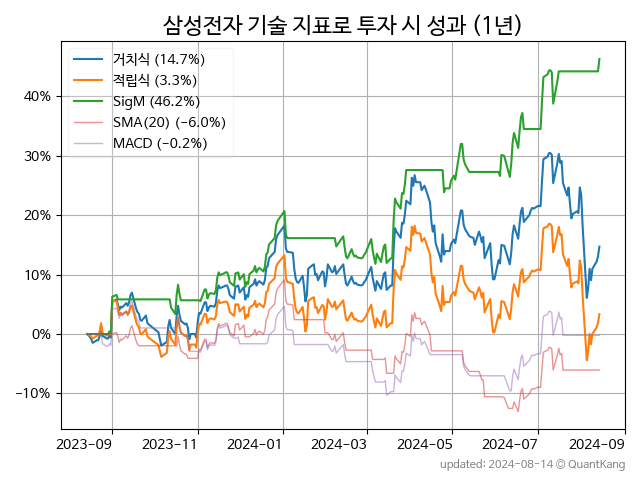 삼성전자 기술 지표로 투자 시 성과 (1년)
거치식 (14.7%)
적립식 (3.3%)
SigM (46.2%)
SMA(20) (−6.0%)
MACD (−0.2%)
40%
30%
20%
10%
0%
−10%
2023-09 2023-11 2024-01 2024-03 2024-05 2024-07 2024-09
updated: 2024-08-14 © QuantKang